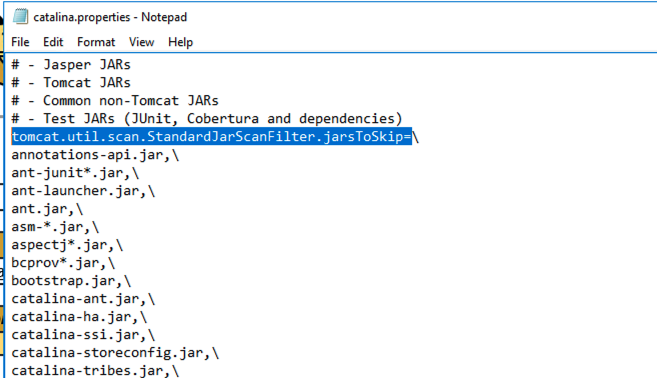 catalina.properties - Notepad
File Edit Format View Help
# - Jasper JARs
# - Tomcat JARs
# - Common non-Tomcat JARs
# - Test JARs (JUnit, Cobertura and dependencies)
tomcat.util.scan.StandardJarScanFilter.jarsToSkip=\
annotations-api.jar,\
ant-junit*.jar,\
ant-launcher.jar,\
ant.jar,\
asm-*.jar,\
aspectj*.jar,\
bcprov*.jar,\
bootstrap.jar,\
catalina-ant.jar,\
catalina-ha.jar,\
catalina-ssi.jar,\
catalina-storeconfig.jar,\
catalina-tribes.jar,\